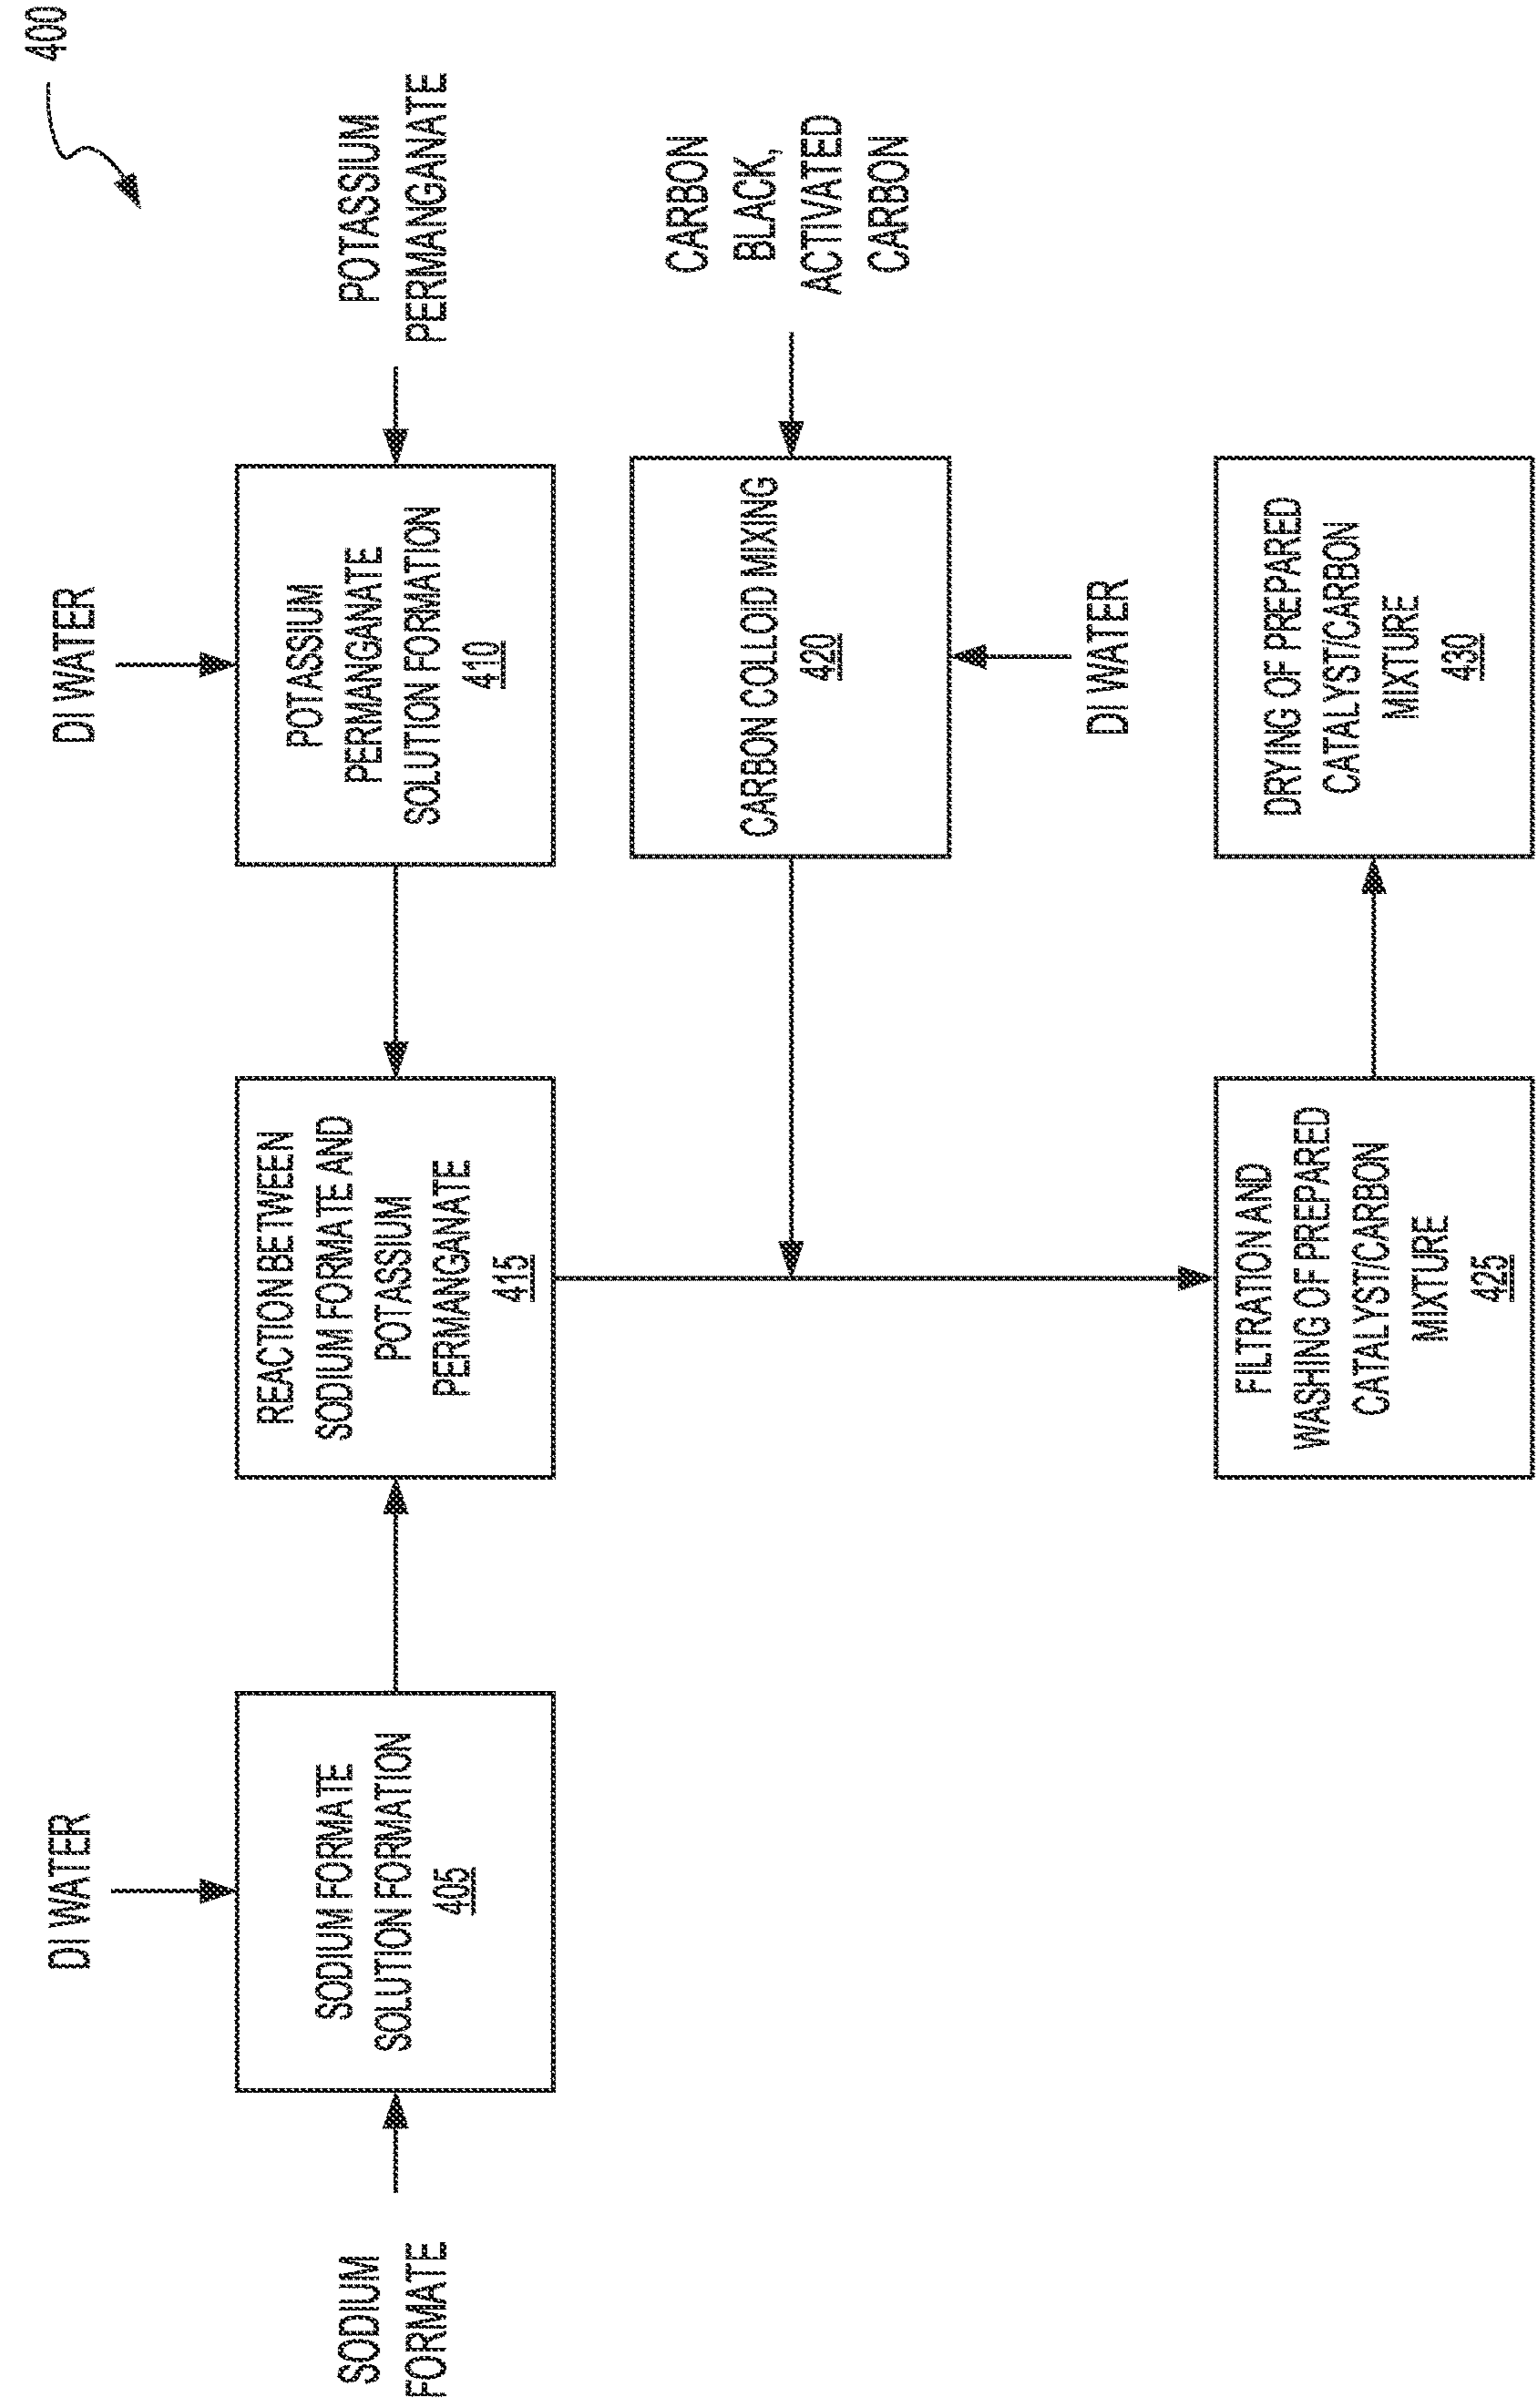 400
DI WATER
DI WATER
SODIUM
FORMATE
SODIUM FORMATE
SOLUTION FORMATION
405
REACTION BETWEEN
SODIUM FORMATE AND
POTASSIUM
PERMANGANATE
415
POTASSIUM
PERMANGANATE
SOLUTION FORMATION
410
POTASSIUM
PERMANGANATE
CARBON COLLOID MIXING
420
CARBON
BLACK,
ACTIVATED
CARBON
DI WATER
FILTRATION AND
WASHING OF PREPARED
CATALYST/CARBON
MIXTURE
425
DRYING OF PREPARED
CATALYST/CARBON
MIXTURE
430